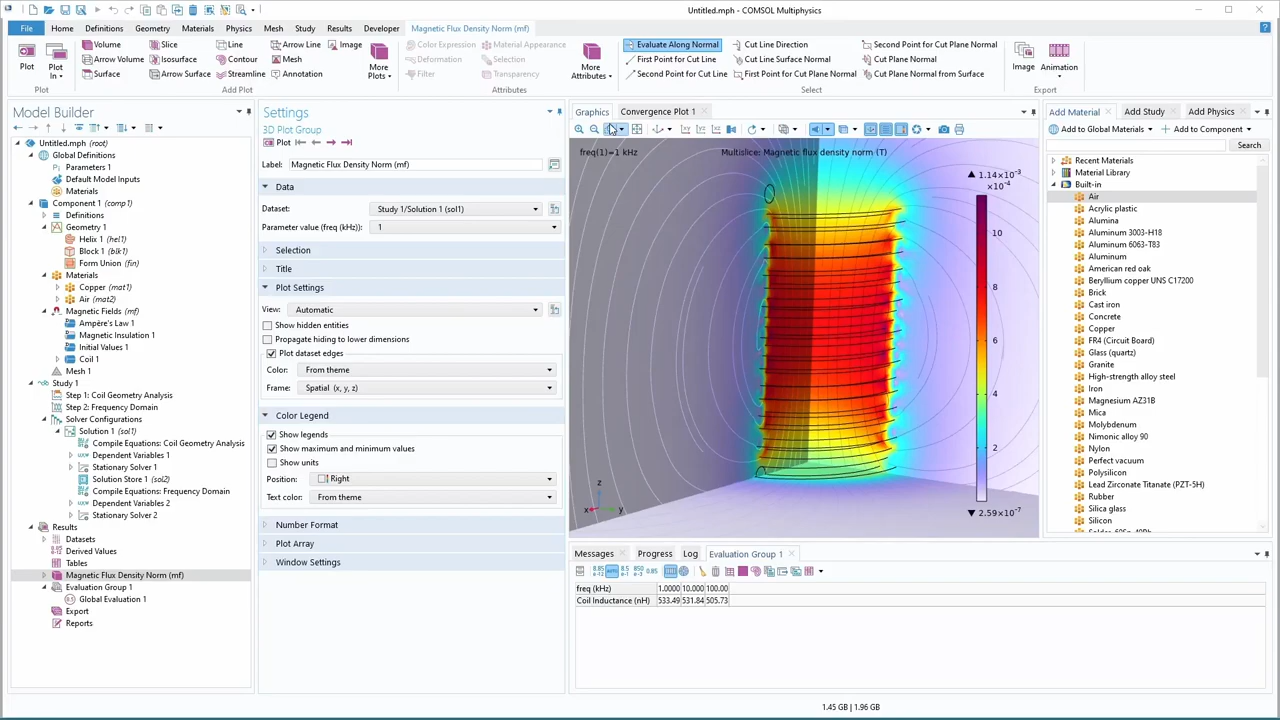 Untitled.mph - COMSOL Multiphysics
File Home Definitions Geometry Materials Physics Mesh Study Results Developer Magnetic Flux Density Norm (mf)
Plot
Plot In
Volume Slice Line Arrow Line Image
Arrow Volume Isosurface Contour Mesh
Surface Arrow Surface Streamline Annotation
More Plots
Color Expression Material Appearance
Deformation Selection
Filter Transparency
More Attributes
Evaluate Along Normal Cut Line Direction Second Point for Cut Plane Normal
First Point for Cut Line Cut Line Surface Normal Cut Plane Normal
Second Point for Cut Line First Point for Cut Plane Normal Cut Plane Normal from Surface
Image Animation
Plot Add Plot Attributes Select Export
Model Builder
Untitled.mph (root)
Global Definitions
Parameters 1
Default Model Inputs
Materials
Component 1 (comp1)
Definitions
Geometry 1
Helix 1 (hel1)
Block 1 (blk1)
Form Union (fin)
Materials
Copper (mat1)
Air (mat2)
Magnetic Fields (mf)
Ampère's Law 1
Magnetic Insulation 1
Initial Values 1
Coil 1
Mesh 1
Study 1
Step 1: Coil Geometry Analysis
Step 2: Frequency Domain
Solver Configurations
Solution 1 (sol1)
Compile Equations: Coil Geometry Analysis
Dependent Variables 1
Stationary Solver 1
Solution Store 1 (sol2)
Compile Equations: Frequency Domain
Dependent Variables 2
Stationary Solver 2
Results
Datasets
Derived Values
Tables
Magnetic Flux Density Norm (mf)
Evaluation Group 1
Global Evaluation 1
Export
Reports
Settings
3D Plot Group
Plot
Label: Magnetic Flux Density Norm (mf)
Data
Dataset: Study 1/Solution 1 (sol1)
Parameter value (freq (kHz)): 1
Selection
Title
Plot Settings
View: Automatic
Show hidden entities
Propagate hiding to lower dimensions
Plot dataset edges
Color: From theme
Frame: Spatial (x, y, z)
Color Legend
Show legends
Show maximum and minimum values
Show units
Position: Right
Text color: From theme
Number Format
Plot Array
Window Settings
Graphics Convergence Plot 1
freq(1)=1 kHz Multislice: Magnetic flux density norm (T)
1.14×10⁻³
×10⁻⁴
10
8
6
4
2
2.59×10⁻⁷
z
x y
Messages Progress Log Evaluation Group 1
8.85 e-12 AUTO 8.5 e-1 850 e-3 0.85
freq (kHz) 1.0000 10.000 100.00
Coil Inductance (nH) 533.49 531.84 505.73
Add Material Add Study Add Physics
Add to Global Materials Add to Component
Search
Recent Materials
Material Library
Built-in
Air
Acrylic plastic
Alumina
Aluminum 3003-H18
Aluminum 6063-T83
Aluminum
American red oak
Beryllium copper UNS C17200
Brick
Cast iron
Concrete
Copper
FR4 (Circuit Board)
Glass (quartz)
Granite
High-strength alloy steel
Iron
Magnesium AZ31B
Mica
Molybdenum
Nimonic alloy 90
Nylon
Perfect vacuum
Polysilicon
Lead Zirconate Titanate (PZT-5H)
Rubber
Silica glass
Silicon
1.45 GB | 1.96 GB